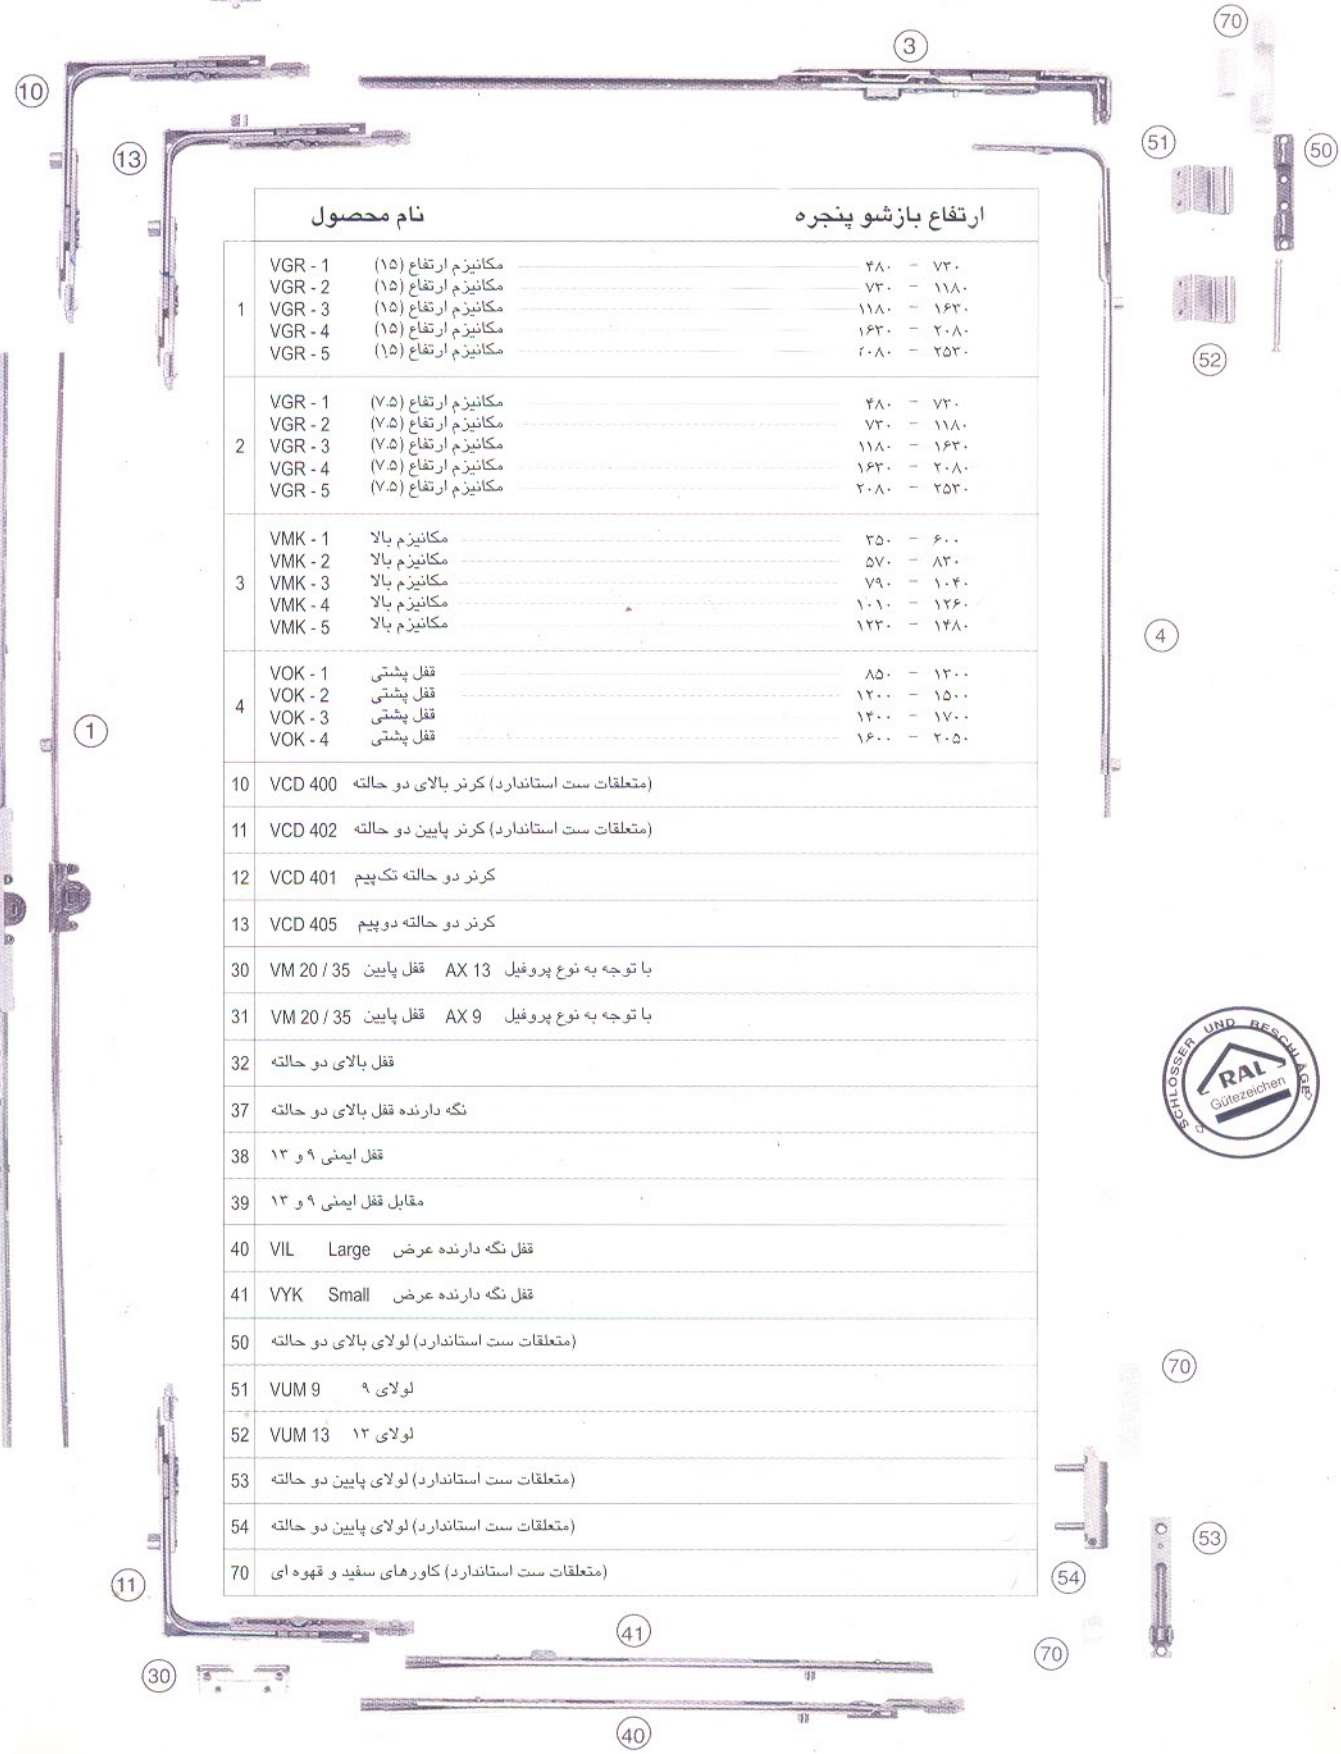 70
3
10
13
51
50
52
4
1
نام محصول ارتفاع بازشو پنجره
1
VGR - 1 مکانیزم ارتفاع (۱۵) ۴۸۰ - ۷۳۰
VGR - 2 مکانیزم ارتفاع (۱۵) ۷۳۰ - ۱۱۸۰
VGR - 3 مکانیزم ارتفاع (۱۵) ۱۱۸۰ - ۱۶۳۰
VGR - 4 مکانیزم ارتفاع (۱۵) ۱۶۳۰ - ۲۰۸۰
VGR - 5 مکانیزم ارتفاع (۱۵) ۲۰۸۰ - ۲۵۳۰
2
VGR - 1 مکانیزم ارتفاع (۷.۵) ۴۸۰ - ۷۳۰
VGR - 2 مکانیزم ارتفاع (۷.۵) ۷۳۰ - ۱۱۸۰
VGR - 3 مکانیزم ارتفاع (۷.۵) ۱۱۸۰ - ۱۶۳۰
VGR - 4 مکانیزم ارتفاع (۷.۵) ۱۶۳۰ - ۲۰۸۰
VGR - 5 مکانیزم ارتفاع (۷.۵) ۲۰۸۰ - ۲۵۳۰
3
VMK - 1 مکانیزم بالا ۳۵۰ - ۶۰۰
VMK - 2 مکانیزم بالا ۵۷۰ - ۸۲۰
VMK - 3 مکانیزم بالا ۷۹۰ - ۱۰۴۰
VMK - 4 مکانیزم بالا ۱۰۱۰ - ۱۲۶۰
VMK - 5 مکانیزم بالا ۱۲۳۰ - ۱۴۸۰
4
VOK - 1 قفل پشتی ۸۵۰ - ۱۳۰۰
VOK - 2 قفل پشتی ۱۲۰۰ - ۱۵۰۰
VOK - 3 قفل پشتی ۱۴۰۰ - ۱۷۰۰
VOK - 4 قفل پشتی ۱۶۰۰ - ۲۰۵۰
10 VCD 400 کرنر بالای دو حالته (متعلقات ست استاندارد)
11 VCD 402 کرنر پایین دو حالته (متعلقات ست استاندارد)
12 VCD 401 کرنر دو حالته تک‌پیم
13 VCD 405 کرنر دو حالته دوپیم
30 VM 20 / 35 قفل پایین AX 13 با توجه به نوع پروفیل
31 VM 20 / 35 قفل پایین AX 9 با توجه به نوع پروفیل
32 قفل بالای دو حالته
37 نگه دارنده قفل بالای دو حالته
38 قفل ایمنی ۹ و ۱۳
39 مقابل قفل ایمنی ۹ و ۱۳
40 VIL Large قفل نگه دارنده عرض
41 VYK Small قفل نگه دارنده عرض
50 لولای بالای دو حالته (متعلقات ست استاندارد)
51 VUM 9 لولای ۹
52 VUM 13 لولای ۱۳
53 لولای پایین دو حالته (متعلقات ست استاندارد)
54 لولای پایین دو حالته (متعلقات ست استاندارد)
70 کاورهای سفید و قهوه ای (متعلقات ست استاندارد)
SCHLÖSSER UND BESCHLÄGE
RAL
Gütezeichen
70
53
54
11
41
70
30
40